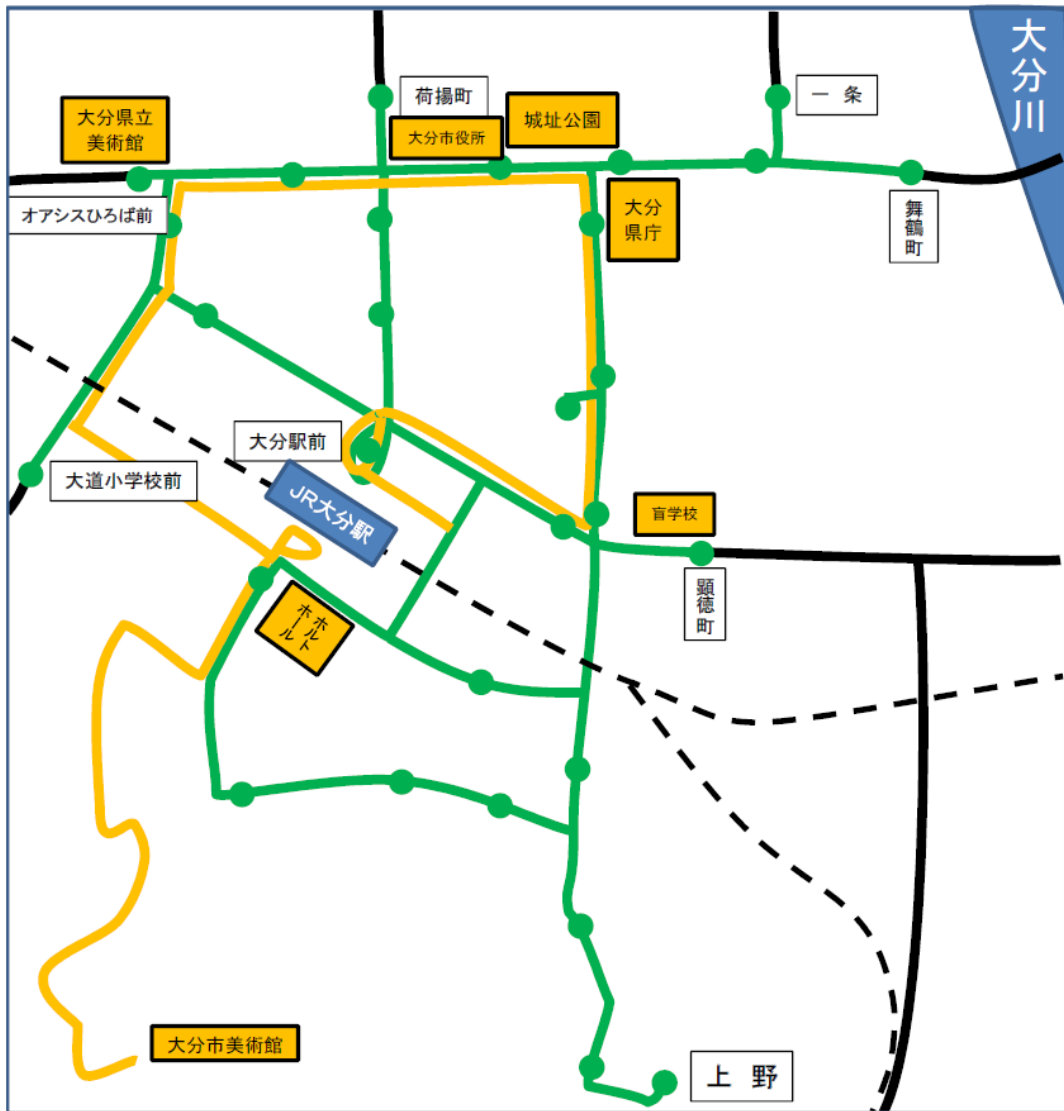 大分川
荷揚町
一 条
大分県立
美術館
城址公園
大分市役所
オアシスひろば前
大分
県庁
舞鶴町
大分駅前
大道小学校前
JR大分駅
盲学校
顕徳町
ホルト
ホール
大分市美術館
上 野